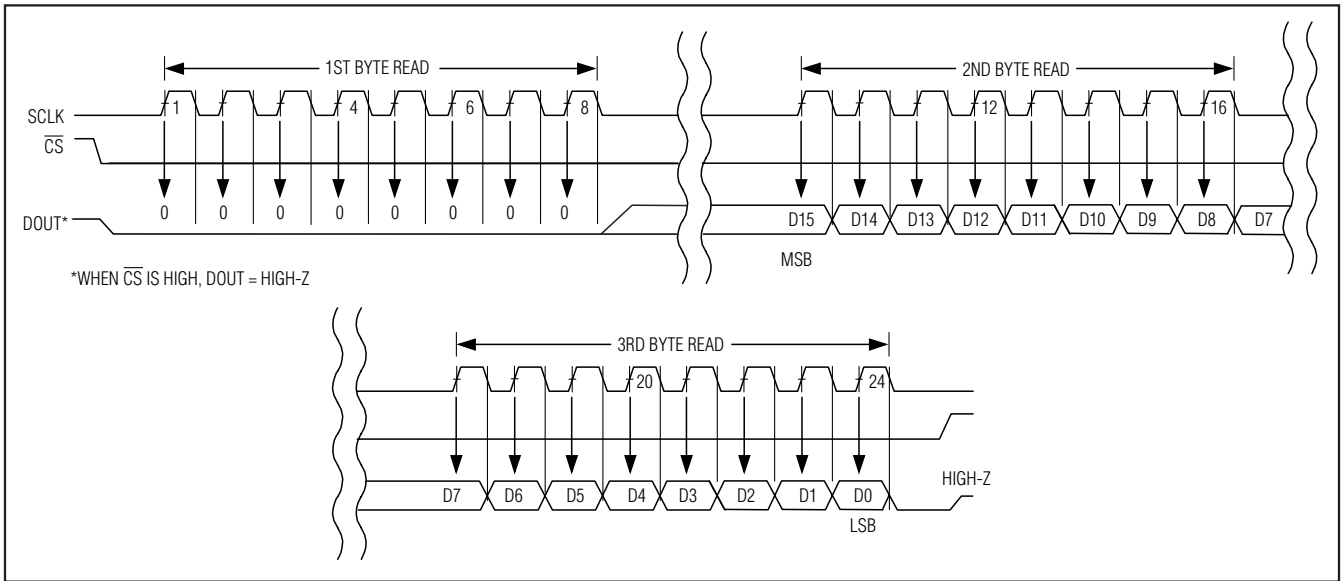 1ST BYTE READ
2ND BYTE READ
SCLK 1 4 6 8 12 16
CS
0 0 0 0 0 0 0 0
DOUT* D15 D14 D13 D12 D11 D10 D9 D8 D7
MSB
*WHEN CS IS HIGH, DOUT = HIGH-Z
3RD BYTE READ
20 24
HIGH-Z
D7 D6 D5 D4 D3 D2 D1 D0
LSB